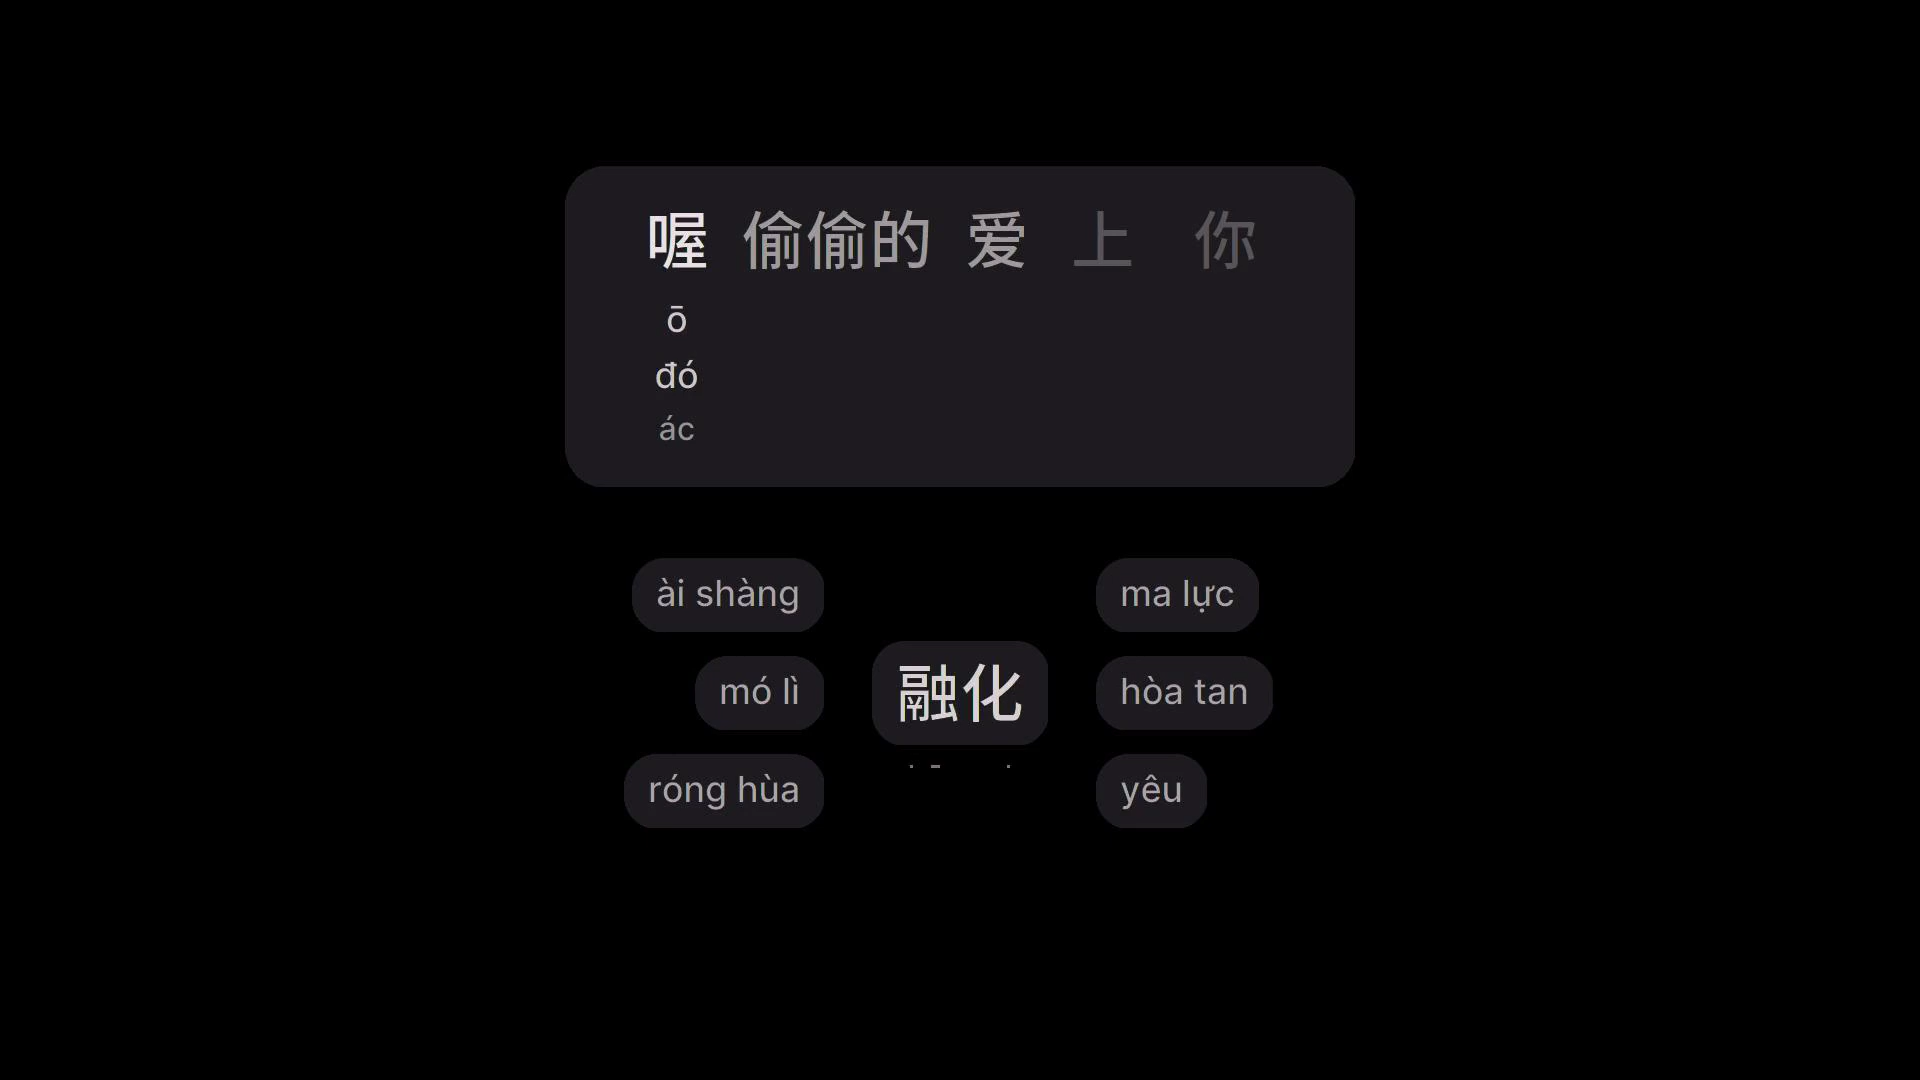 喔 偷偷的 爱 上 你
ō
đó
ác
ài shàng
ma lực
mó lì
融化
hòa tan
róng hùa
yêu